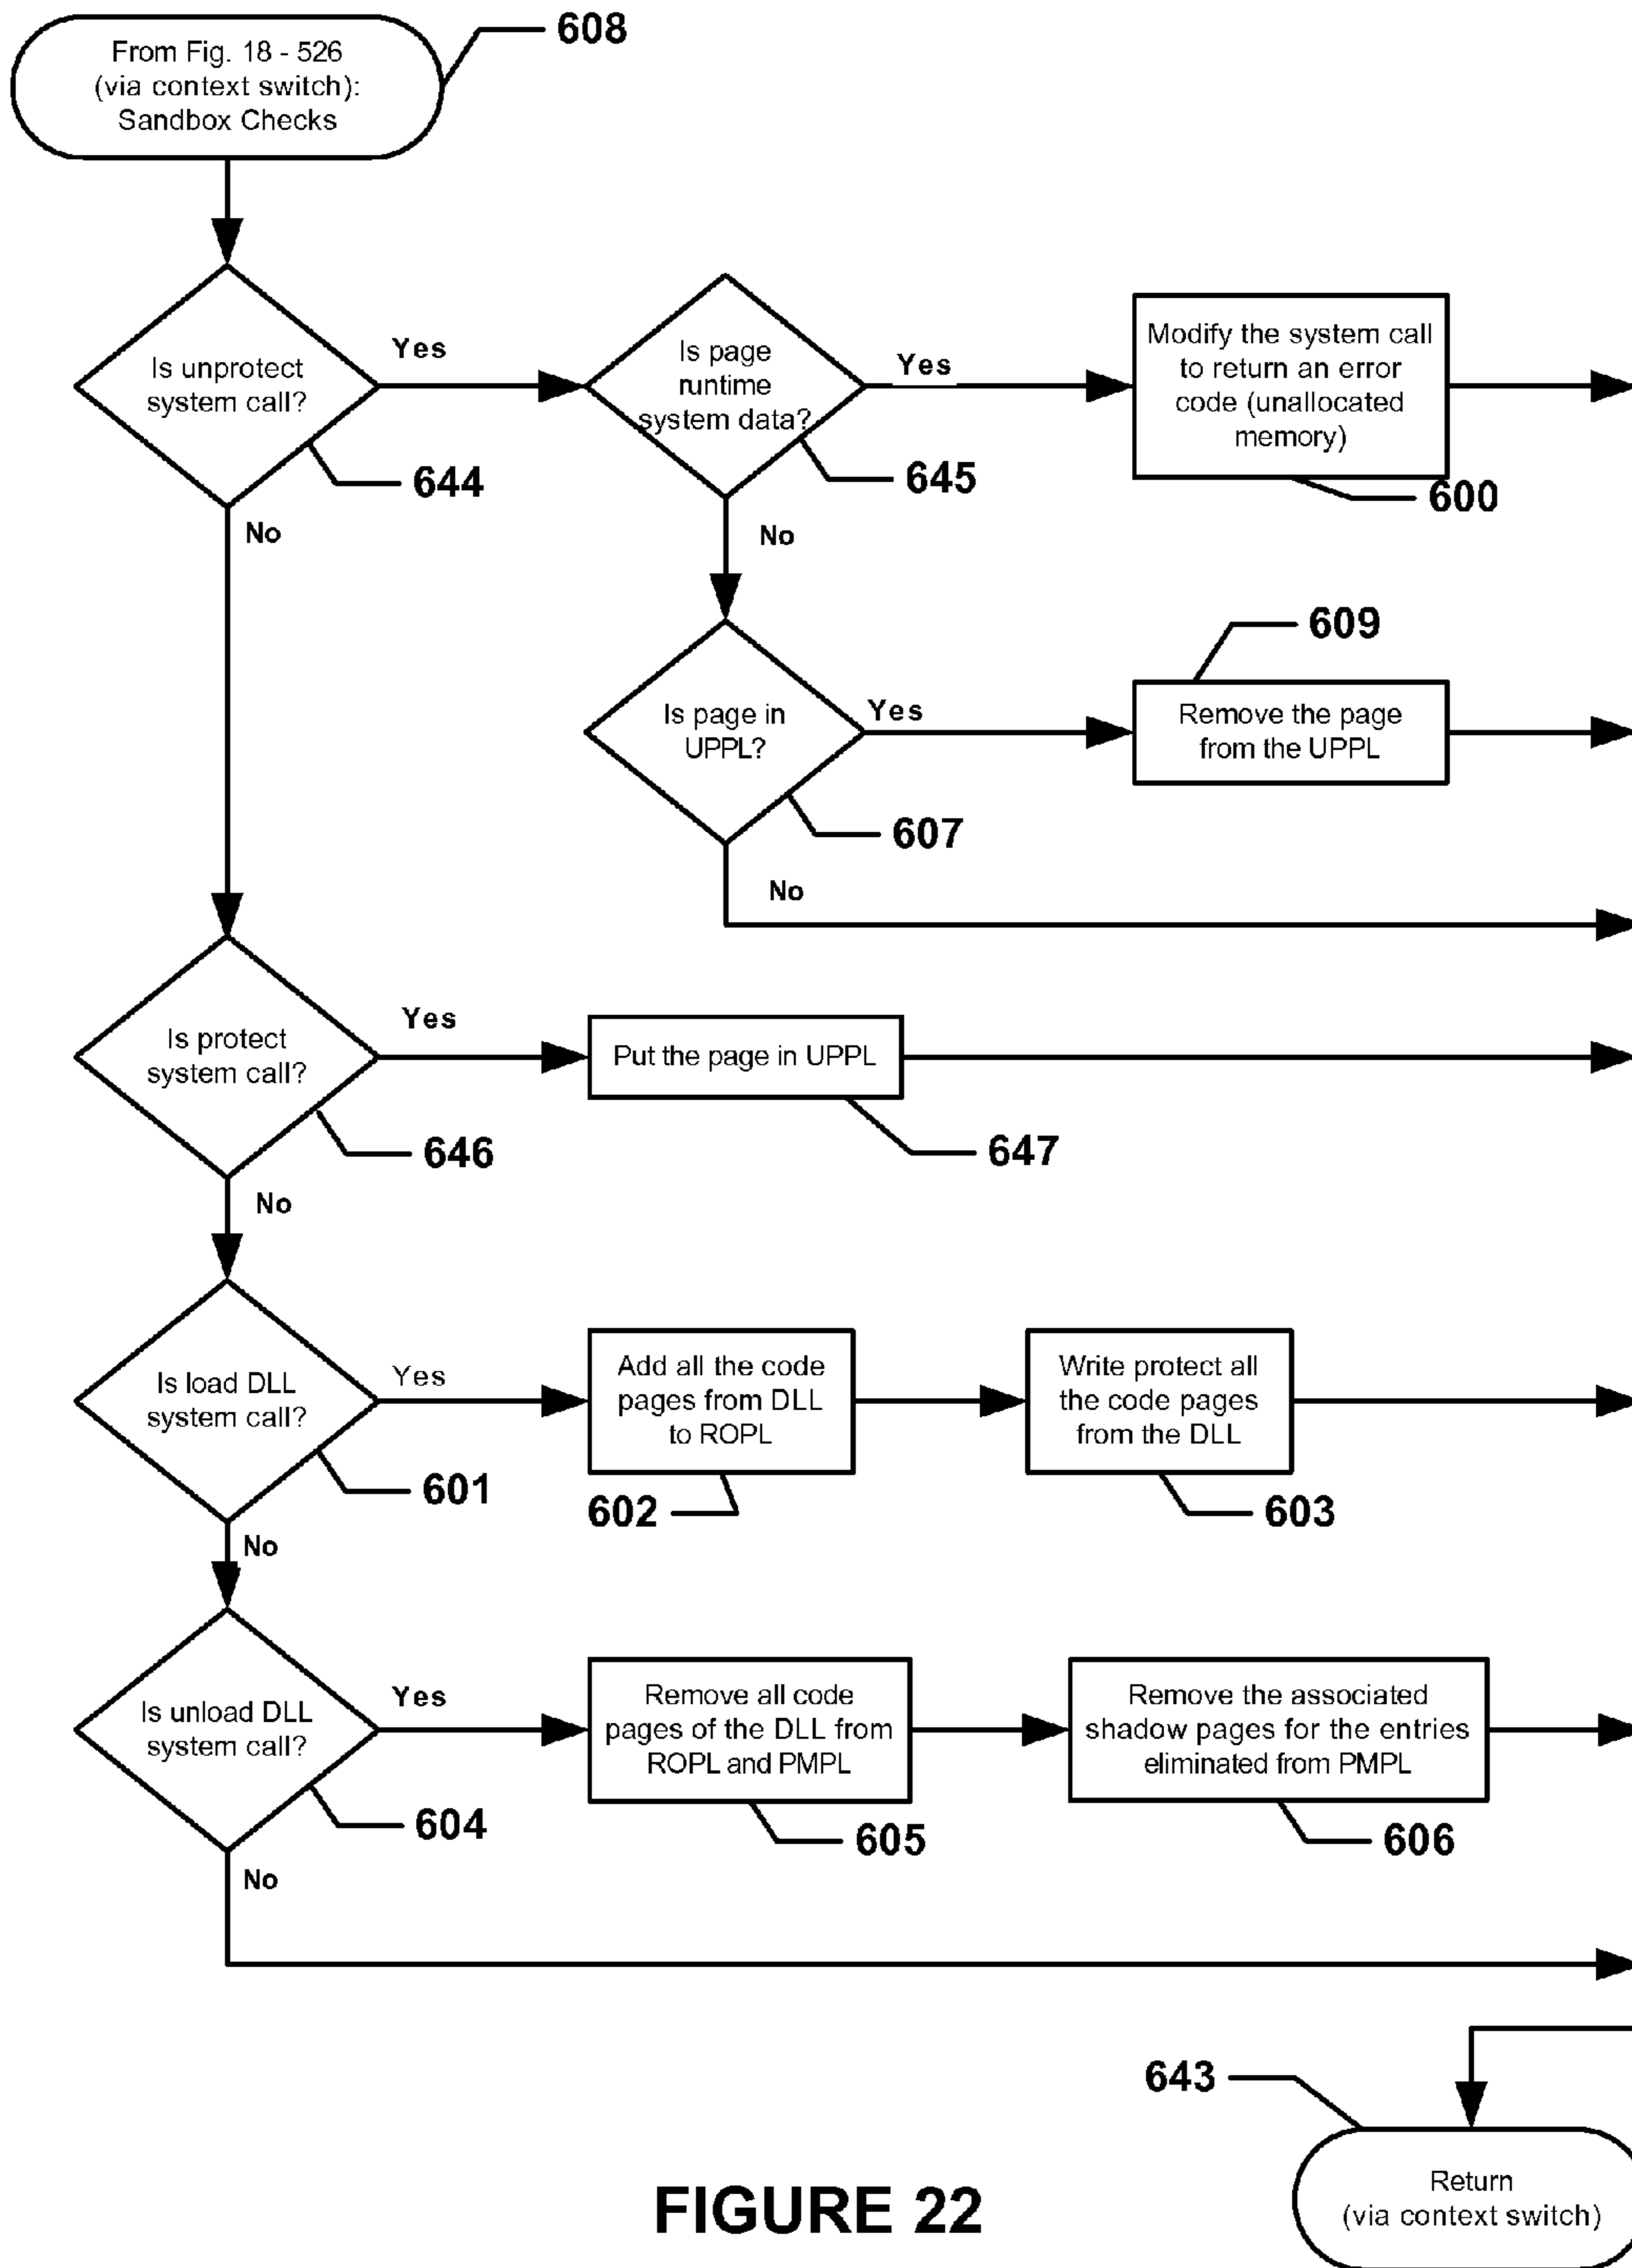 From Fig. 18 - 526
(via context switch):
Sandbox Checks
608
Is unprotect
system call?
Yes
644
No
Is page
runtime
system data?
Yes
645
No
Modify the system call
to return an error
code (unallocated
memory)
600
Is page in
UPPL?
Yes
607
No
609
Remove the page
from the UPPL
Is protect
system call?
Yes
646
No
Put the page in UPPL
647
Is load DLL
system call?
Yes
601
No
Add all the code
pages from DLL
to ROPL
602
Write protect all
the code pages
from the DLL
603
Is unload DLL
system call?
Yes
604
No
Remove all code
pages of the DLL from
ROPL and PMPL
605
Remove the associated
shadow pages for the entries
eliminated from PMPL
606
643
Return
(via context switch)
FIGURE 22